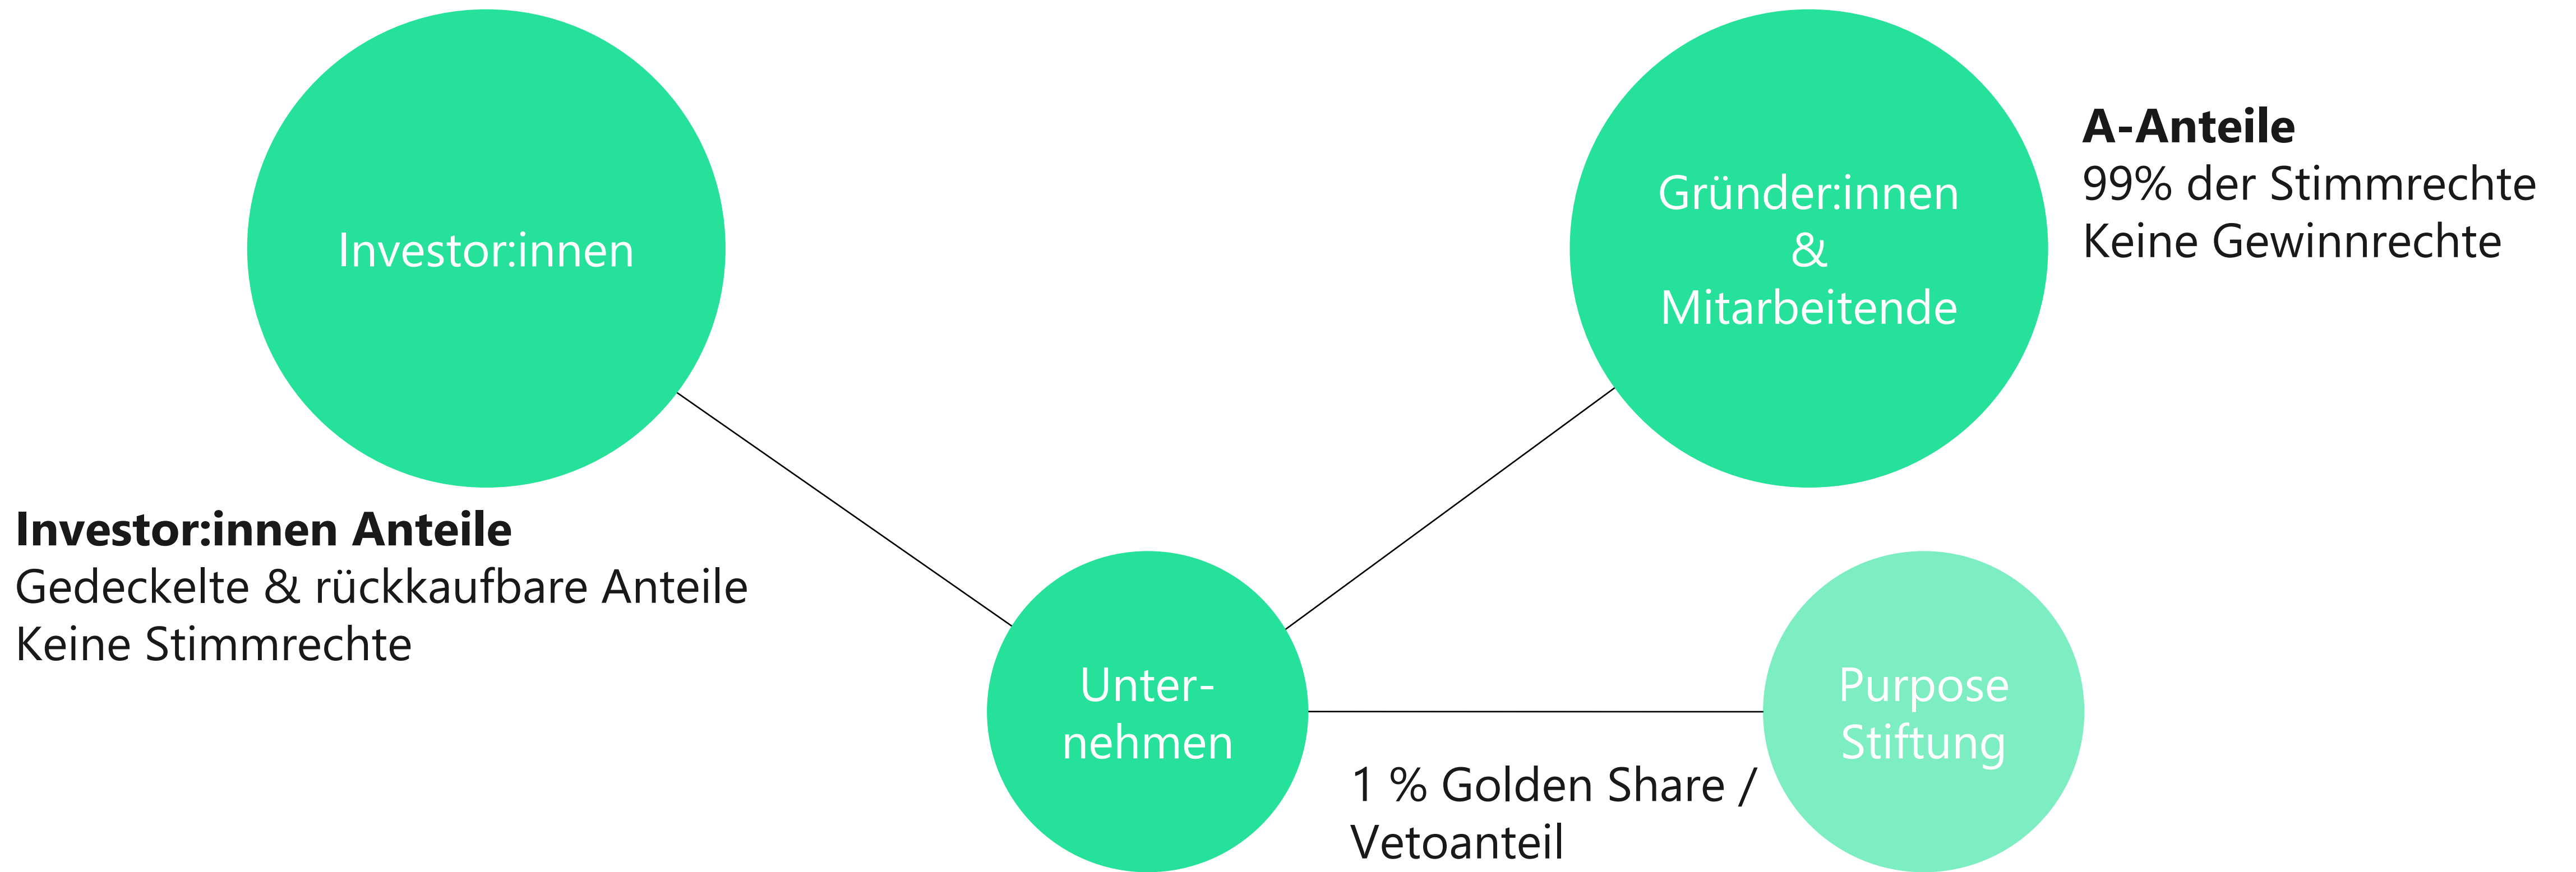 Investor:innen
Investor:innen Anteile
Gedeckelte & rückkaufbare Anteile
Keine Stimmrechte
Gründer:innen
&
Mitarbeitende
A-Anteile
99% der Stimmrechte
Keine Gewinnrechte
Unter-
nehmen
1 % Golden Share /
Vetoanteil
Purpose
Stiftung